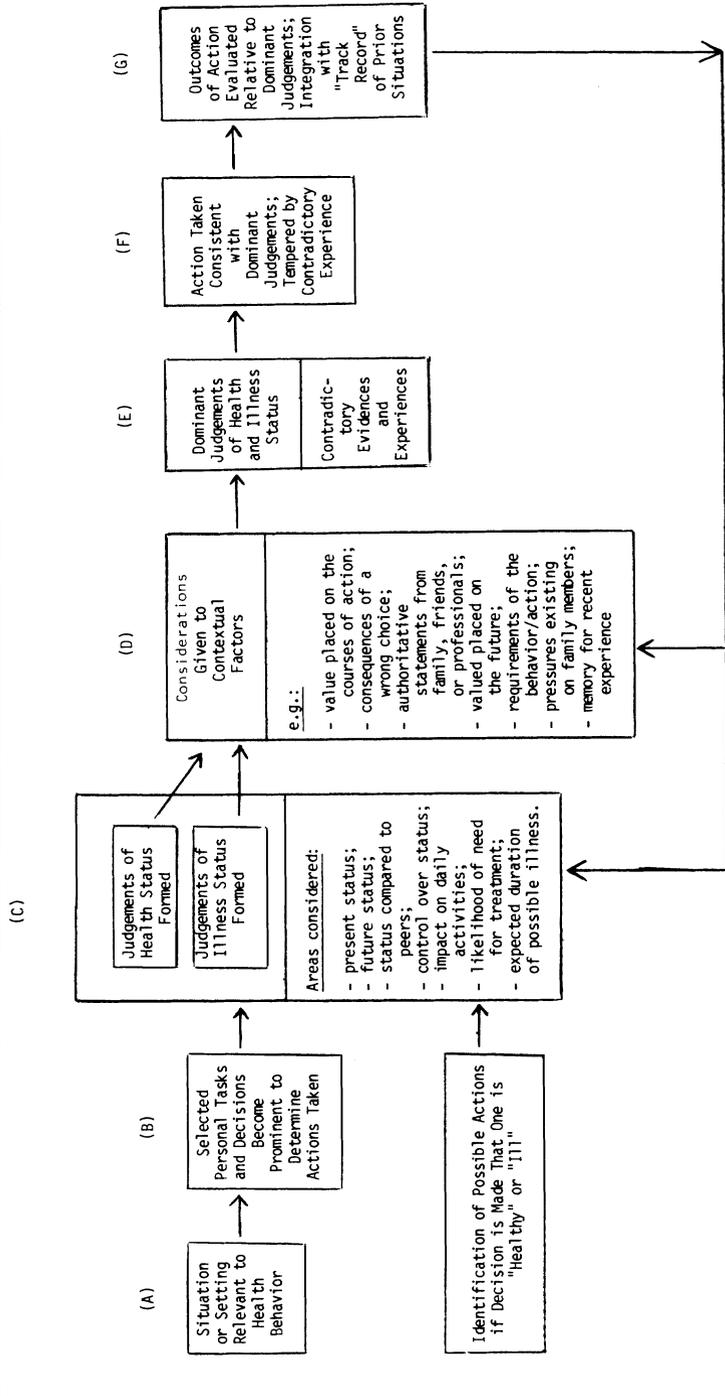 (A)
Situation
or Setting
Relevant to
Health
Behavior
(B)
Selected
Personal Tasks
and Decisions
Become
Prominent to
Determine
Actions Taken
Identification of Possible Actions
if Decision is Made That One is
"Healthy" or "Ill"
(C)
Judgements of
Health Status
Formed
Judgements of
Illness Status
Formed
Areas considered:
- present status;
- future status;
- status compared to
peers;
- control over status;
- impact on daily
activities;
- likelihood of need
for treatment;
- expected duration
of possible illness.
(D)
Considerations
Given to
Contextual
Factors
e.g.:
- value placed on the
courses of action;
- consequences of a
wrong choice;
- authoritative
statements from
family, friends,
or professionals;
- valued placed on
the future;
- requirements of the
behavior/action;
- pressures existing
on family members;
- memory for recent
experience
(E)
Dominant
Judgements
of Health
and Illness
Status
Contradic-
tory
Evidences
and
Experiences
(F)
Action Taken
Consistent
with
Dominant
Judgements;
Tempered by
Contradictory
Experience
(G)
Outcomes
of Action
Evaluated
Relative to
Dominant
Judgements;
Integration
with
"Track
Record"
of Prior
Situations